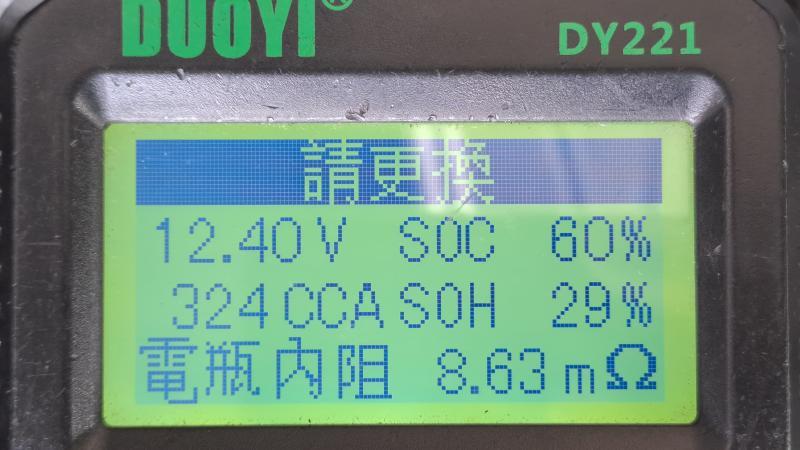 DUOYI®
DY221
請更換
12.40V SOC 60%
324CCA SOH 29%
電瓶內阻 8.63mΩ